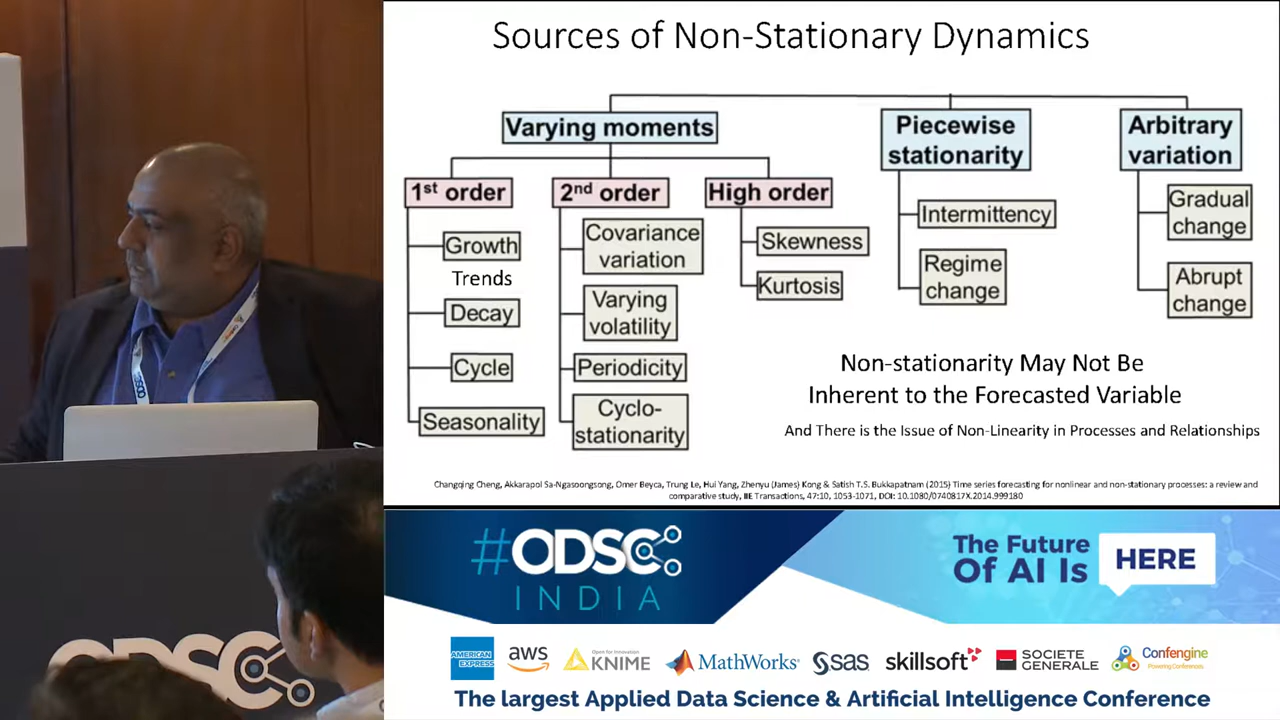 Sources of Non-Stationary Dynamics
Varying moments
Piecewise
stationarity
Arbitrary
variation
1st order
2nd order
High order
Growth
Trends
Decay
Cycle
Seasonality
Covariance
variation
Varying
volatility
Periodicity
Cyclo-
stationarity
Skewness
Kurtosis
Intermittency
Regime
change
Gradual
change
Abrupt
change
Non-stationarity May Not Be
Inherent to the Forecasted Variable
And There is the Issue of Non-Linearity in Processes and Relationships
Changqing Cheng, Akkarapol Sa-Ngasoongsong, Omer Beyca, Trung Le, Hui Yang, Zhenyu (James) Kong & Satish T.S. Bukkapatnam (2015) Time series forecasting for nonlinear and non-stationary processes: a review and
comparative study, IIE Transactions, 47:10, 1053-1071, DOI: 10.1080/0740817X.2014.999180
#ODSC
INDIA
The Future
Of AI Is
HERE
AMERICAN
EXPRESS
aws
Open for Innovation
KNIME
MathWorks®
sas
skillsoft
SOCIETE
GENERALE
Confengine
Powering Conferences.
The largest Applied Data Science & Artificial Intelligence Conference
ODSC